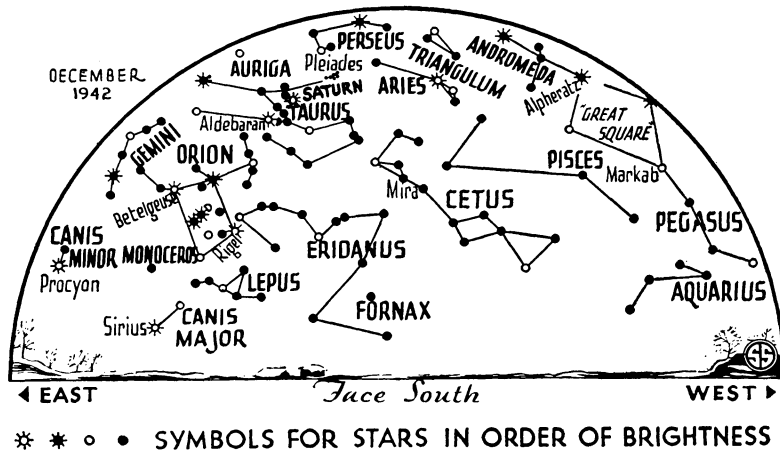 DECEMBER
1942
PERSEUS
Pleiades
AURIGA
TRIANGULUM
ANDROMEDA
SATURN
ARIES
Alpheratz
TAURUS
Aldebaran
"GREAT
SQUARE"
GEMINI
ORION
PISCES
Markab
Mira
Betelgeuse
CETUS
PEGASUS
CANIS
MINOR
MONOCEROS
Rigel
ERIDANUS
Procyon
LEPUS
AQUARIUS
FORNAX
Sirius
CANIS
MAJOR
SS
EAST
Face South
WEST
SYMBOLS FOR STARS IN ORDER OF BRIGHTNESS